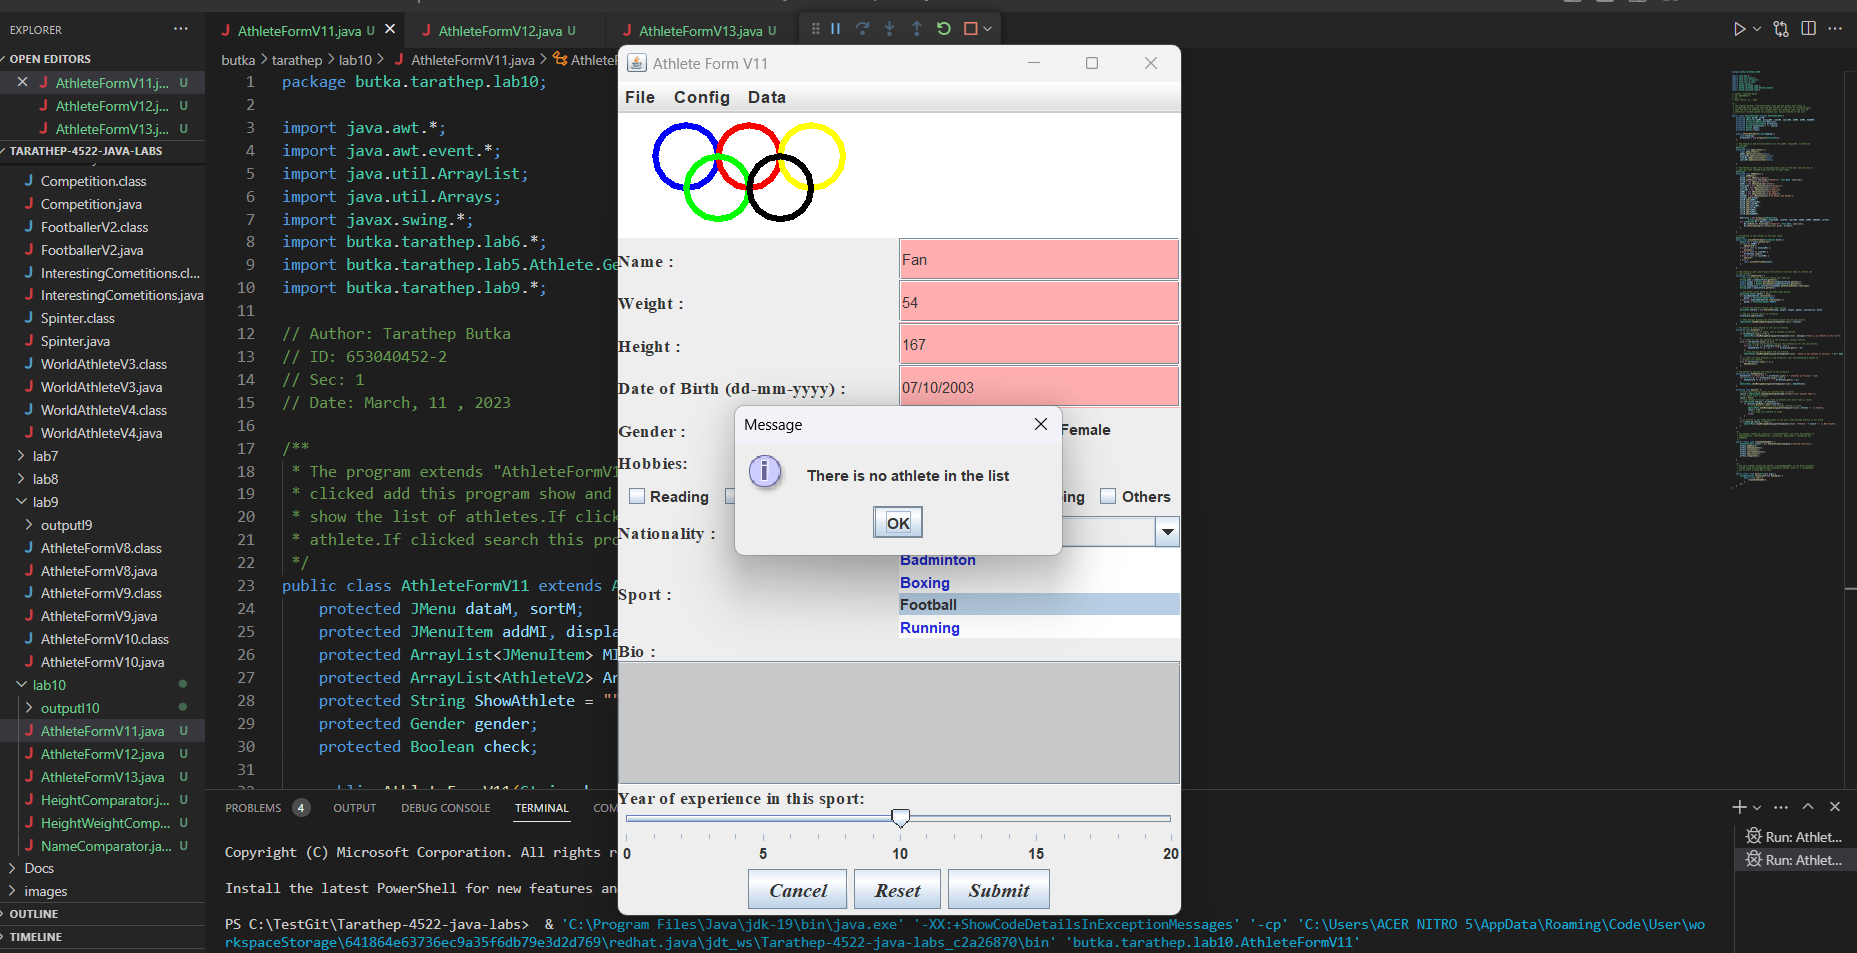 EXPLORER
AthleteFormV11.java U
AthleteFormV12.java U
AthleteFormV13.java U
OPEN EDITORS
AthleteFormV11.j... U
AthleteFormV12.j... U
AthleteFormV13.j... U
TARATHEP-4522-JAVA-LABS
Competition.class
Competition.java
FootballerV2.class
FootballerV2.java
InterestingCometitions.cl...
InterestingCometitions.java
Spinter.class
Spinter.java
WorldAthleteV3.class
WorldAthleteV3.java
WorldAthleteV4.class
WorldAthleteV4.java
lab7
lab8
lab9
outputl9
AthleteFormV8.class
AthleteFormV8.java
AthleteFormV9.class
AthleteFormV9.java
AthleteFormV10.class
AthleteFormV10.java
lab10
outputl10
AthleteFormV11.java U
AthleteFormV12.java U
AthleteFormV13.java U
HeightComparator.j... U
HeightWeightComp... U
NameComparator.ja... U
Docs
images
OUTLINE
TIMELINE
butka > tarathep > lab10 > AthleteFormV11.java > AthleteF
1 package butka.tarathep.lab10;
2
3 import java.awt.*;
4 import java.awt.event.*;
5 import java.util.ArrayList;
6 import java.util.Arrays;
7 import javax.swing.*;
8 import butka.tarathep.lab6.*;
9 import butka.tarathep.lab5.Athlete.Ge
10 import butka.tarathep.lab9.*;
11
12 // Author: Tarathep Butka
13 // ID: 653040452-2
14 // Sec: 1
15 // Date: March, 11 , 2023
16
17 /**
18 * The program extends "AthleteFormV1
19 * clicked add this program show and
20 * show the list of athletes.If click
21 * athlete.If clicked search this pro
22 */
23 public class AthleteFormV11 extends A
24 protected JMenu dataM, sortM;
25 protected JMenuItem addMI, displa
26 protected ArrayList<JMenuItem> MI
27 protected ArrayList<AthleteV2> Ar
28 protected String ShowAthlete = ""
29 protected Gender gender;
30 protected Boolean check;
31
Athlete Form V11
File Config Data
Name : Fan
Weight : 54
Height : 167
Date of Birth (dd-mm-yyyy) : 07/10/2003
Gender : Female
Hobbies:
Reading
ing Others
Nationality :
Message
There is no athlete in the list
OK
Sport :
Badminton
Boxing
Football
Running
Bio :
Year of experience in this sport:
0 5 10 15 20
Cancel Reset Submit
PROBLEMS 4 OUTPUT DEBUG CONSOLE TERMINAL COM
Run: Athlet...
Run: Athlet...
Copyright (C) Microsoft Corporation. All rights r
Install the latest PowerShell for new features an
PS C:\TestGit\Tarathep-4522-java-labs> & 'C:\Program Files\Java\jdk-19\bin\java.exe' '-XX:+ShowCodeDetailsInExceptionMessages' '-cp' 'C:\Users\ACER NITRO 5\AppData\Roaming\Code\User\wo
rkspaceStorage\641864e63736ec9a35f6db79e3d2d769\redhat.java\jdt_ws\Tarathep-4522-java-labs_c2a26870\bin' 'butka.tarathep.lab10.AthleteFormV11'